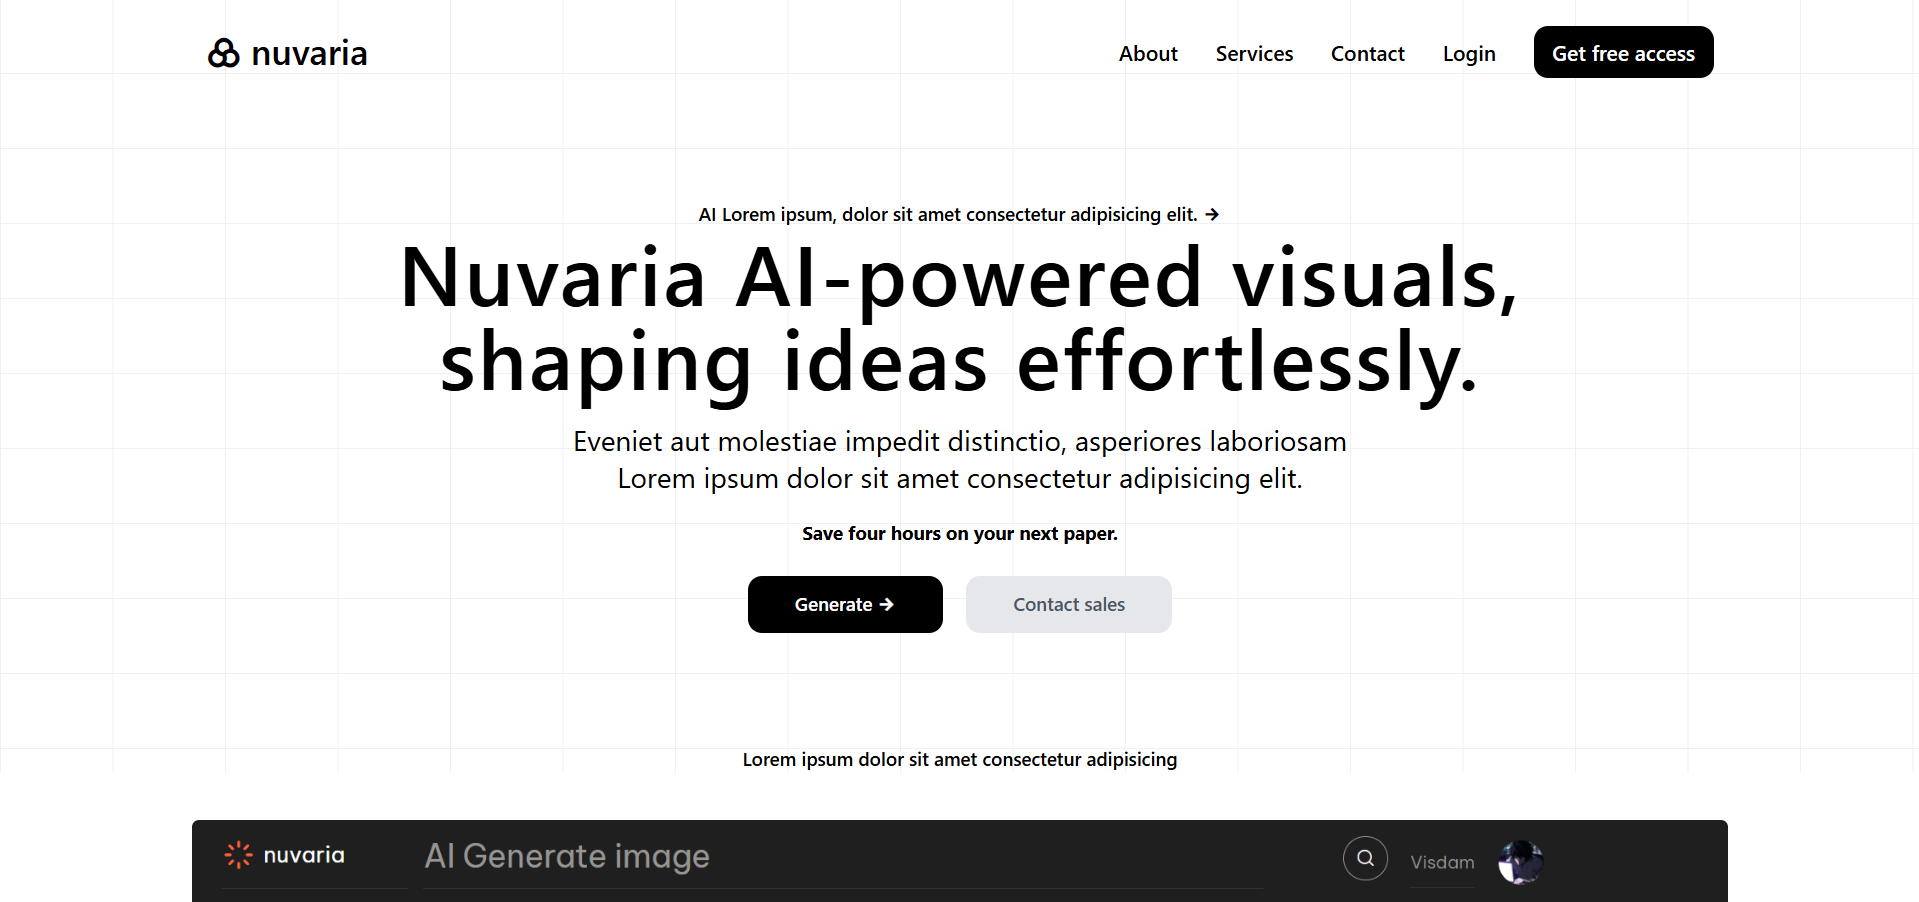 nuvaria
About Services Contact Login Get free access
AI Lorem ipsum, dolor sit amet consectetur adipisicing elit. →
Nuvaria AI-powered visuals,
shaping ideas effortlessly.
Eveniet aut molestiae impedit distinctio, asperiores laboriosam
Lorem ipsum dolor sit amet consectetur adipisicing elit.
Save four hours on your next paper.
Generate → Contact sales
Lorem ipsum dolor sit amet consectetur adipisicing
nuvaria AI Generate image Visdam